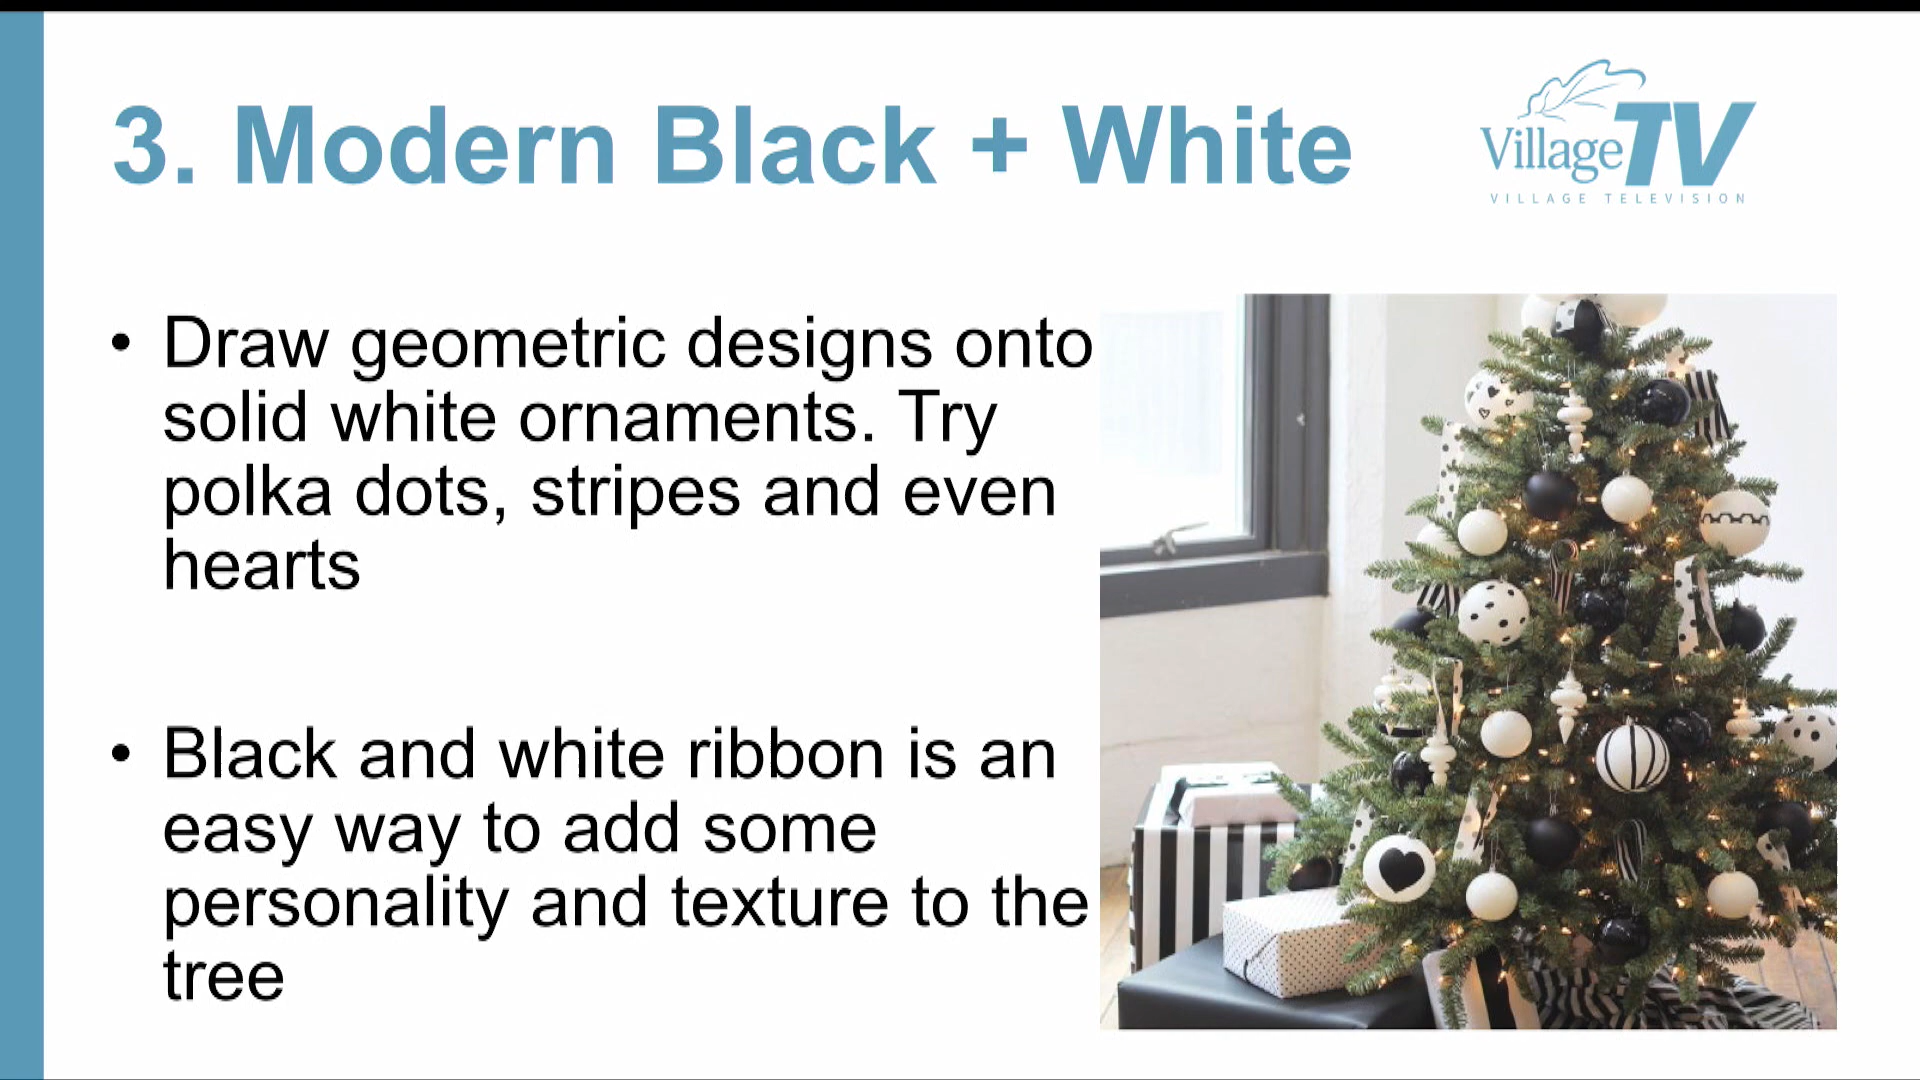 3. Modern Black + White
Village TV
VILLAGE TELEVISION
• Draw geometric designs onto
solid white ornaments. Try
polka dots, stripes and even
hearts
• Black and white ribbon is an
easy way to add some
personality and texture to the
tree